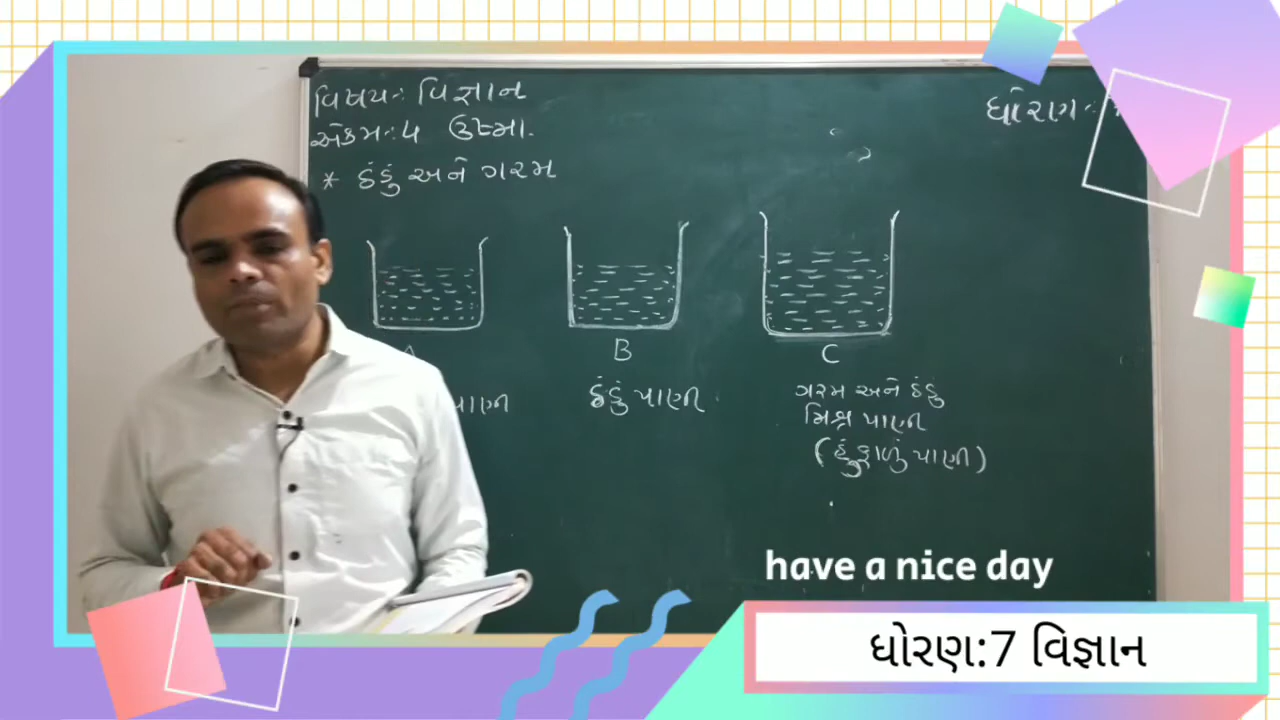 વિષય: વિજ્ઞાન
ધોરણ:
એકમ: 4 ઉષ્મા.
* ઠંડું અને ગરમ
A
B
C
પાણી
ઠંડું પાણી
ગરમ અને ઠંડું
મિશ્ર પાણી
(હુંફાળું પાણી)
have a nice day
ધોરણ:7 વિજ્ઞાન